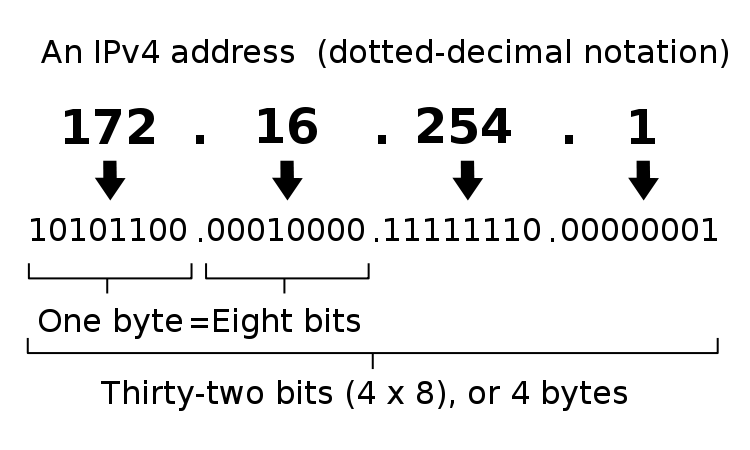 An IPv4 address (dotted-decimal notation)
172 . 16 . 254 . 1
10101100 .00010000 .11111110 .00000001
One byte =Eight bits
Thirty-two bits (4 x 8), or 4 bytes